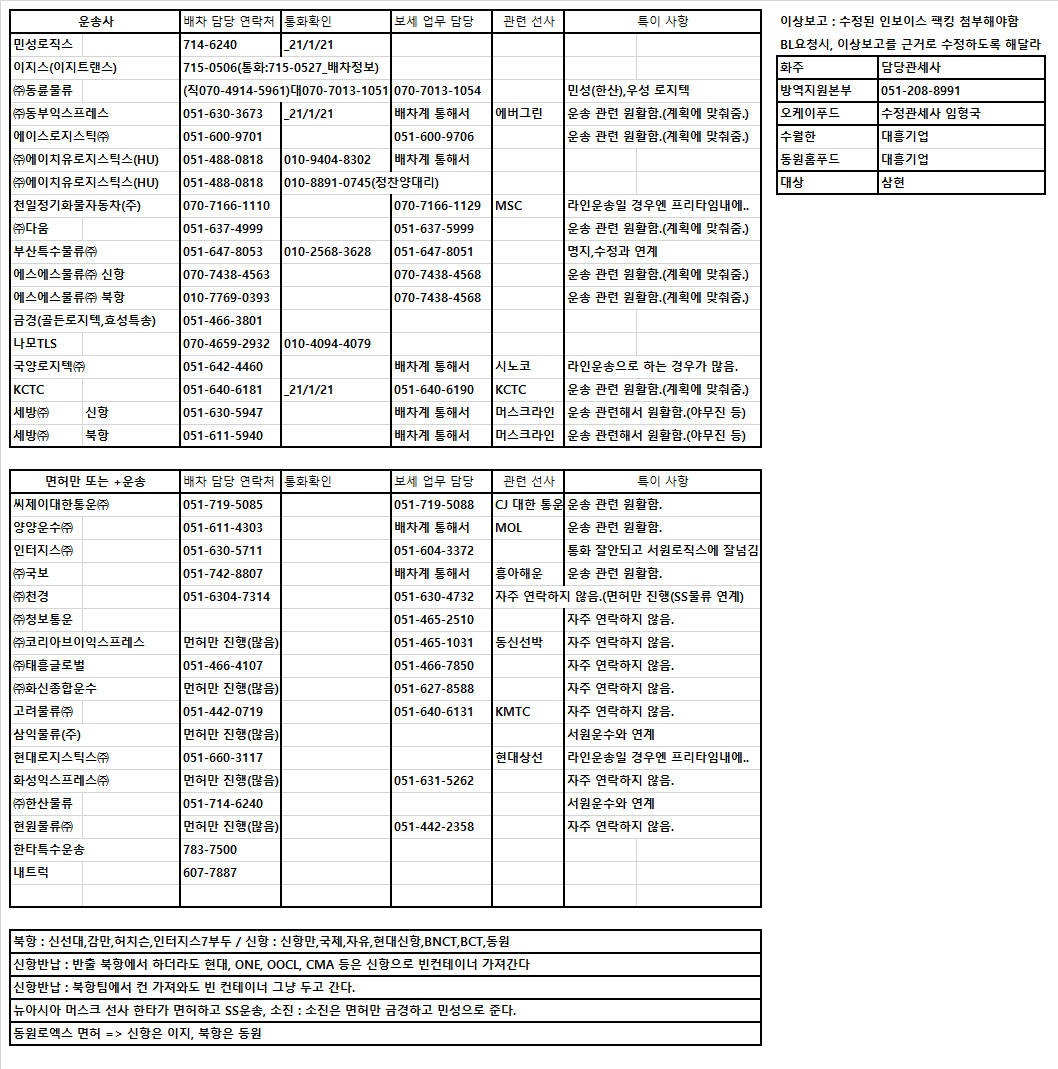 운송사 배차 담당 연락처 통화확인 보세 업무 담당 관련 선사 특이 사항
민성로직스 714-6240 _21/1/21
이지스(이지트랜스) 715-0506(통화:715-0527_배차정보)
㈜동륜물류 (직070-4914-5961)대070-7013-1051 070-7013-1054 민성(한산),우성 로지텍
㈜동부익스프레스 051-630-3673 _21/1/21 배차계 통해서 에버그린 운송 관련 원활함.(계획에 맞춰줌.)
에이스로지스틱㈜ 051-600-9701 051-600-9706 운송 관련 원활함.(계획에 맞춰줌.)
㈜에이치유로지스틱스(HU) 051-488-0818 010-9404-8302 배차계 통해서
㈜에이치유로지스틱스(HU) 051-488-0818 010-8891-0745(정찬양대리)
천일정기화물자동차(주) 070-7166-1110 070-7166-1129 MSC 라인운송일 경우엔 프리타임내에..
㈜다움 051-637-4999 051-637-5999 운송 관련 원활함.(계획에 맞춰줌.)
부산특수물류㈜ 051-647-8053 010-2568-3628 051-647-8051 명지,수정과 연계
에스에스물류㈜ 신항 070-7438-4563 070-7438-4568 운송 관련 원활함.(계획에 맞춰줌.)
에스에스물류㈜ 북항 010-7769-0393 070-7438-4568 운송 관련 원활함.(계획에 맞춰줌.)
금경(골든로지텍,효성특송) 051-466-3801
나모TLS 070-4659-2932 010-4094-4079
국양로지텍㈜ 051-642-4460 배차계 통해서 시노코 라인운송으로 하는 경우가 많음.
KCTC 051-640-6181 _21/1/21 051-640-6190 KCTC 운송 관련 원활함.(계획에 맞춰줌.)
세방㈜ 신항 051-630-5947 배차계 통해서 머스크라인 운송 관련해서 원활함.(야무진 등)
세방㈜ 북항 051-611-5940 배차계 통해서 머스크라인 운송 관련해서 원활함.(야무진 등)
이상보고 : 수정된 인보이스 팩킹 첨부해야함
BL요청시, 이상보고를 근거로 수정하도록 해달라
화주 담당관세사
방역지원본부 051-208-8991
오케이푸드 수정관세사 임형국
수월한 대흥기업
동원홈푸드 대흥기업
대상 삼현
면허만 또는 +운송 배차 담당 연락처 통화확인 보세 업무 담당 관련 선사 특이 사항
씨제이대한통운㈜ 051-719-5085 051-719-5088 CJ 대한 통운 운송 관련 원활함.
양양운수㈜ 051-611-4303 배차계 통해서 MOL 운송 관련 원활함.
인터지스㈜ 051-630-5711 051-604-3372 통화 잘안되고 서원로직스에 잘넘김
㈜국보 051-742-8807 배차계 통해서 흥아해운 운송 관련 원활함.
㈜천경 051-6304-7314 051-630-4732 자주 연락하지 않음.(면허만 진행(SS물류 연계)
㈜청보통운 051-465-2510 자주 연락하지 않음.
㈜코리아브이익스프레스 먼허만 진행(많음) 051-465-1031 동신선박 자주 연락하지 않음.
㈜태흥글로벌 051-466-4107 051-466-7850 자주 연락하지 않음.
㈜화신종합운수 먼허만 진행(많음) 051-627-8588 자주 연락하지 않음.
고려물류㈜ 051-442-0719 051-640-6131 KMTC 자주 연락하지 않음.
삼익물류(주) 먼허만 진행(많음) 서원운수와 연계
현대로지스틱스㈜ 051-660-3117 현대상선 라인운송일 경우엔 프리타임내에..
화성익스프레스㈜ 먼허만 진행(많음) 051-631-5262 자주 연락하지 않음.
㈜한산물류 051-714-6240 서원운수와 연계
현원물류㈜ 먼허만 진행(많음) 051-442-2358 자주 연락하지 않음.
한타특수운송 783-7500
내트럭 607-7887
북항 : 신선대,감만,허치슨,인터지스7부두 / 신항 : 신항만,국제,자유,현대신항,BNCT,BCT,동원
신항반납 : 반출 북항에서 하더라도 현대, ONE, OOCL, CMA 등은 신항으로 빈컨테이너 가져간다
신항반납 : 북항팀에서 컨 가져와도 빈 컨테이너 그냥 두고 간다.
뉴아시아 머스크 선사 한타가 면허하고 SS운송, 소진 : 소진은 면허만 금경하고 민성으로 준다.
동원로엑스 면허 => 신항은 이지, 북항은 동원